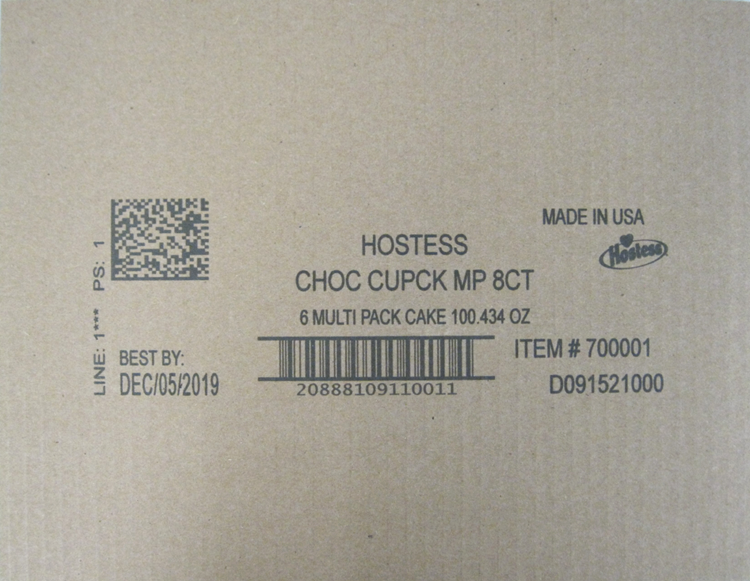 MADE IN USA
Hostess
HOSTESS
CHOC CUPCK MP 8CT
6 MULTI PACK CAKE 100.434 OZ
ITEM # 700001
D091521000
20888109110011
BEST BY:
DEC/05/2019
LINE: 1*** PS: 1